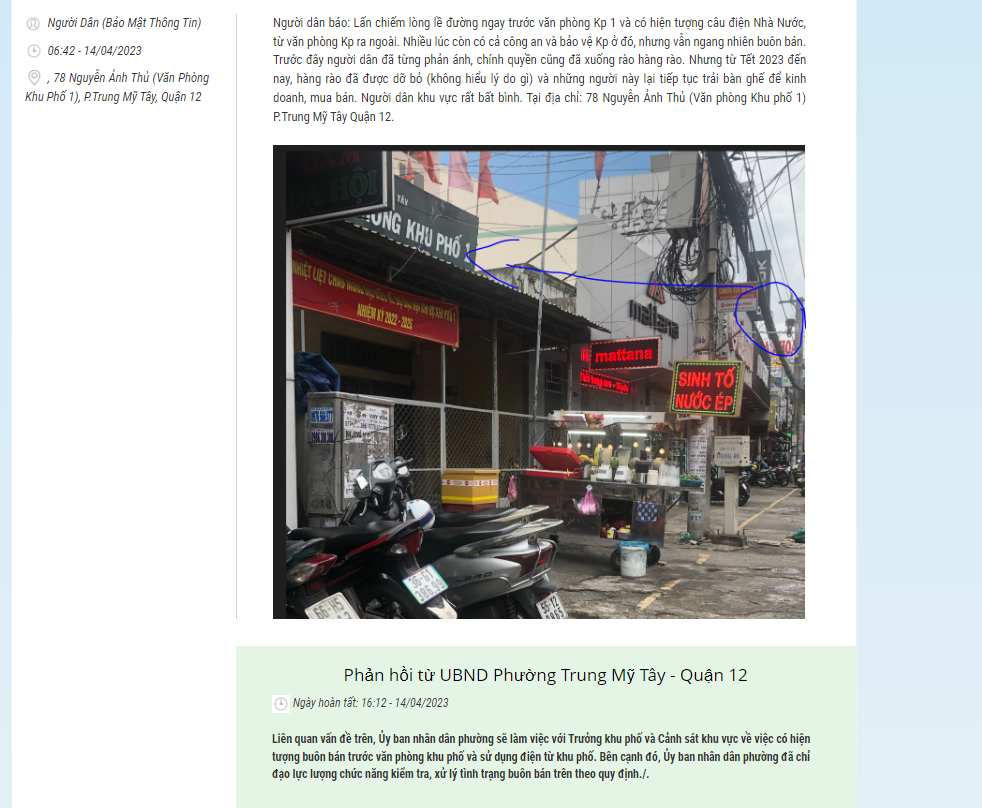 Người Dân (Bảo Mật Thông Tin)
06:42 - 14/04/2023
, 78 Nguyễn Ảnh Thủ (Văn Phòng
Khu Phố 1), P.Trung Mỹ Tây, Quận 12
Người dân báo: Lấn chiếm lòng lề đường ngay trước văn phòng Kp 1 và có hiện tượng câu điện Nhà Nước,
từ văn phòng Kp ra ngoài. Nhiều lúc còn có cả công an và bảo vệ Kp ở đó, nhưng vẫn ngang nhiên buôn bán.
Trước đây người dân đã từng phản ánh, chính quyền cũng đã xuống rào hàng rào. Nhưng từ Tết 2023 đến
nay, hàng rào đã được dỡ bỏ (không hiểu lý do gì) và những người này lại tiếp tục trải bàn ghế để kinh
doanh, mua bán. Người dân khu vực rất bất bình. Tại địa chỉ: 78 Nguyễn Ảnh Thủ (Văn phòng Khu phố 1)
P.Trung Mỹ Tây Quận 12.
TÂY
KHU PHỐ 1
NHIỆM KỲ 2022 - 2025
mattana
mattana
SINH TỐ
NƯỚC ÉP
36-G1
386.99
66-H5
55-12
Phản hồi từ UBND Phường Trung Mỹ Tây - Quận 12
Ngày hoàn tất: 16:12 - 14/04/2023
Liên quan vấn đề trên, Ủy ban nhân dân phường sẽ làm việc với Trưởng khu phố và Cảnh sát khu vực về việc có hiện
tượng buôn bán trước văn phòng khu phố và sử dụng điện từ khu phố. Bên cạnh đó, Ủy ban nhân dân phường đã chỉ
đạo lực lượng chức năng kiểm tra, xử lý tình trạng buôn bán trên theo quy định./.